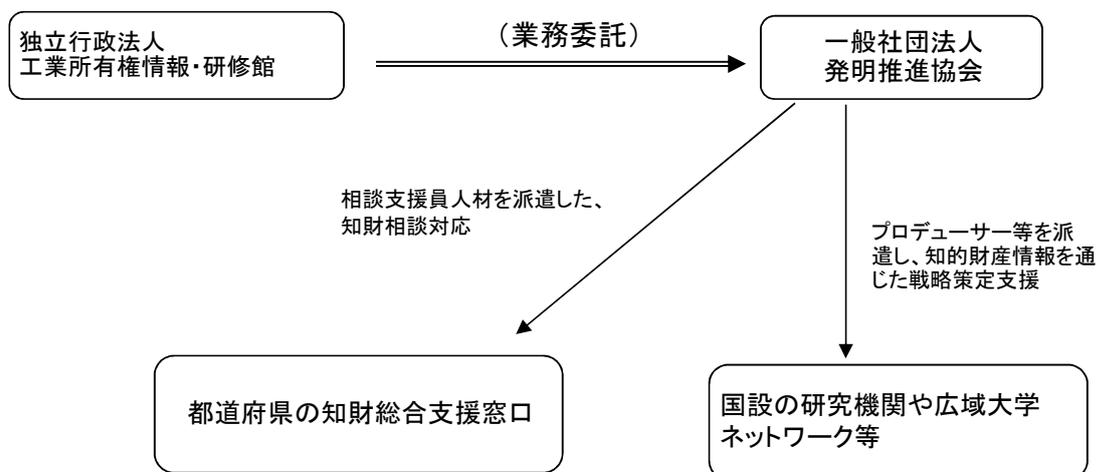 独立行政法人
工業所有権情報・研修館
（業務委託）
一般社団法人
発明推進協会
相談支援員人材を派遣した、
知財相談対応
プロデューサー等を派
遣し、知的財産情報を通
じた戦略策定支援
都道府県の知財総合支援窓口
国設の研究機関や広域大学
ネットワーク等